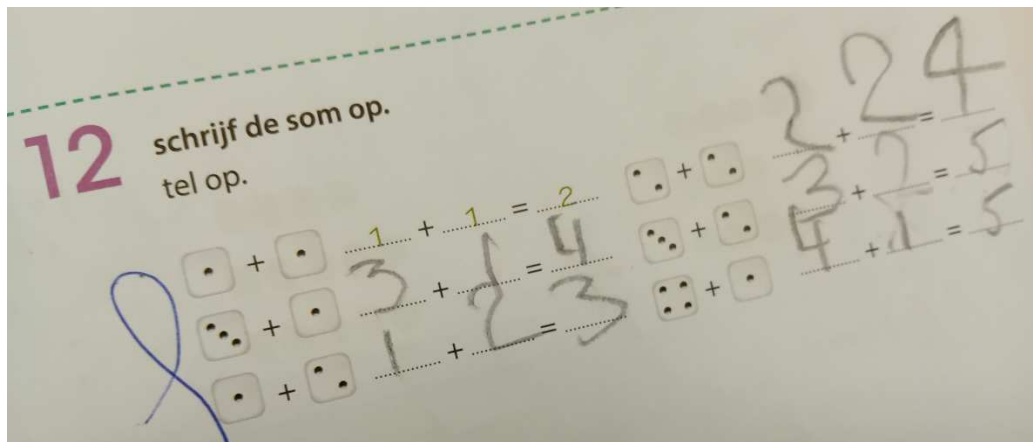 12 schrijf de som op.
tel op.
+ 1 + 1 = 2
+ 3 + 1 = 4
+ 1 + 2 = 3
+ 2 + 2 = 4
+ 3 + 2 = 5
+ 4 + 1 = 5